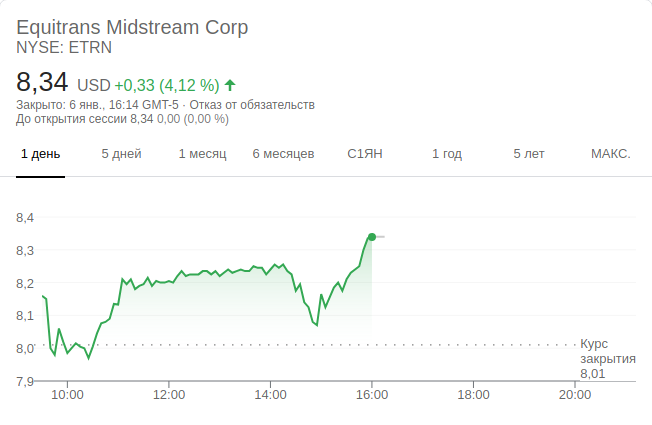 Equitrans Midstream Corp
NYSE: ETRN
8,34 USD +0,33 (4,12 %)
Закрыто: 6 янв., 16:14 GMT-5 · Отказ от обязательств
До открытия сессии 8,34 0,00 (0,00 %)
1 день 5 дней 1 месяц 6 месяцев С1ЯН 1 год 5 лет МАКС.
8,4
8,3
8,2
8,1
8,0
Курс
закрытия
8,01
7,9
10:00 12:00 14:00 16:00 18:00 20:00